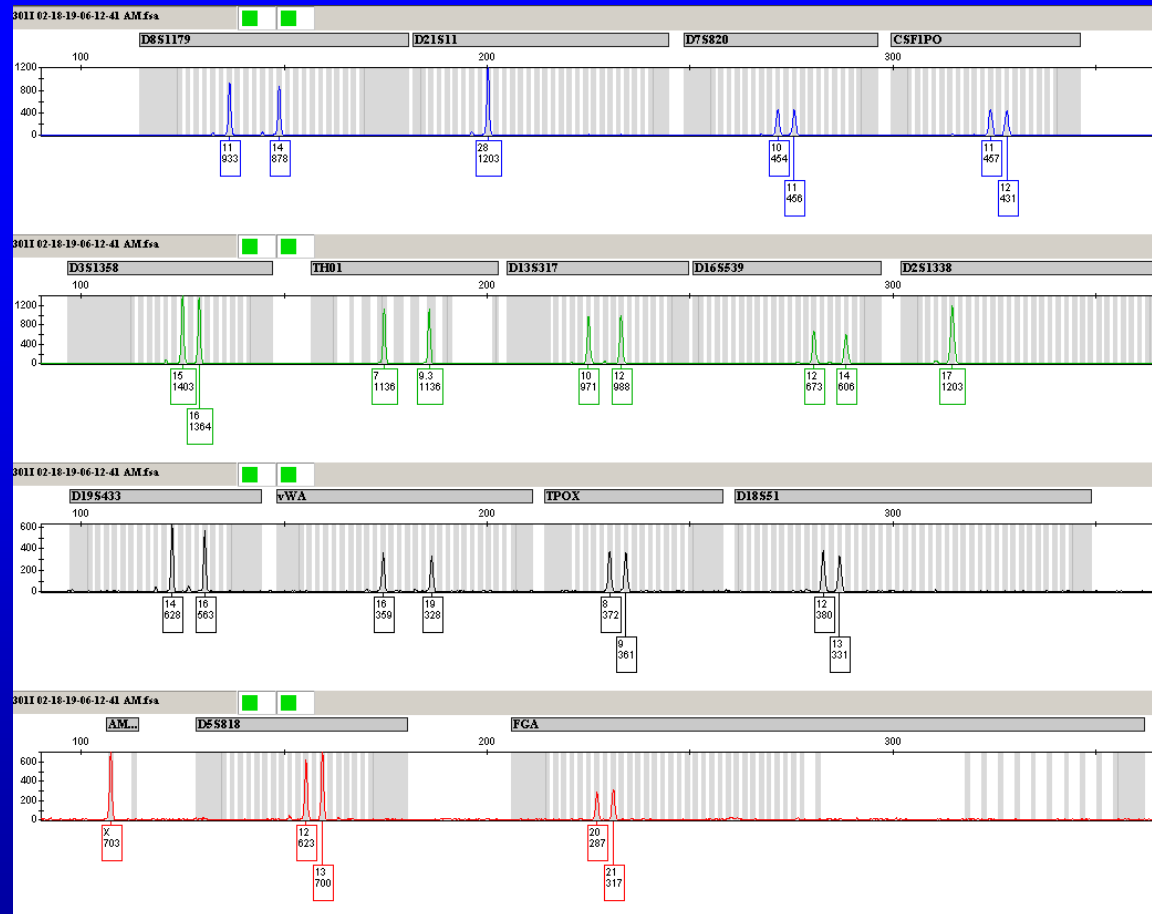 3011 02-18-19-06-12-41 AM.fsa
D8S1179 D21S11 D7S820 CSF1PO
100 200 300
1200
800
400
0
11 14 28 10 11
933 878 1203 454 457
11 12
456 431
3011 02-18-19-06-12-41 AM.fsa
D3S1358 TH01 D13S317 D16S539 D2S1338
100 200 300
1200
800
400
0
15 7 9.3 10 12 12 14 17
1403 1136 1136 971 988 673 606 1203
16
1364
3011 02-18-19-06-12-41 AM.fsa
D19S433 vWA TPOX D18S51
100 200 300
600
400
200
0
14 16 16 19 8 12
628 563 359 328 372 380
9 13
361 331
3011 02-18-19-06-12-41 AM.fsa
AM... D5S818 FGA
100 200 300
600
400
200
0
X 12 20
703 623 287
13 21
700 317